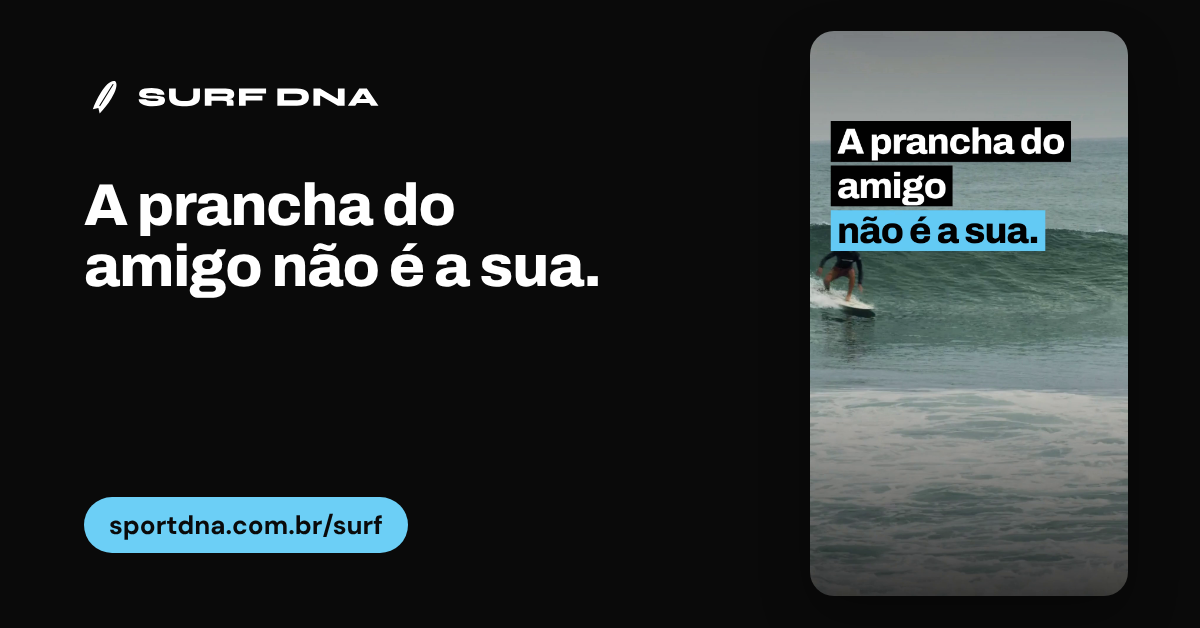 SURF DNA
A prancha do
amigo não é a sua.
sportdna.com.br/surf
A prancha do
amigo
não é a sua.